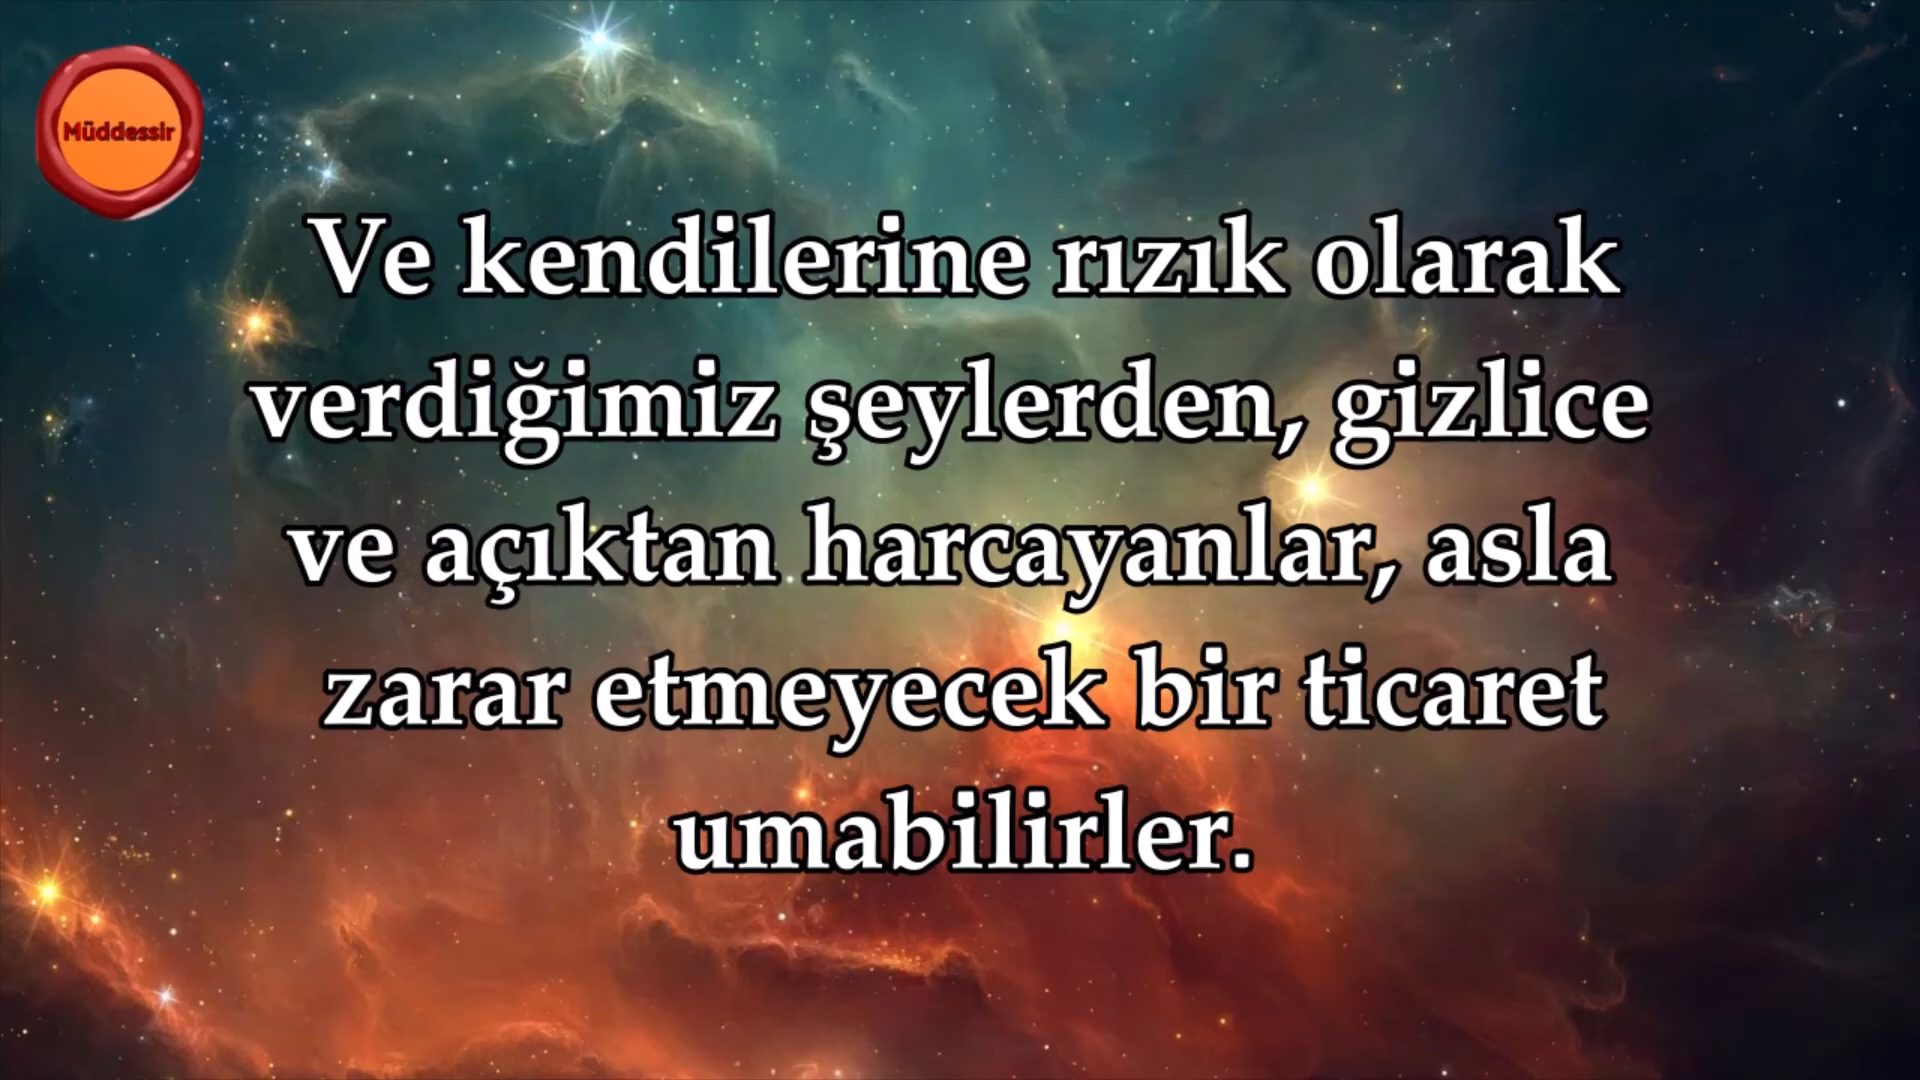 Müddessir
Ve kendilerine rızık olarak
verdiğimiz şeylerden, gizlice
ve açıktan harcayanlar, asla
zarar etmeyecek bir ticaret
umabilirler.